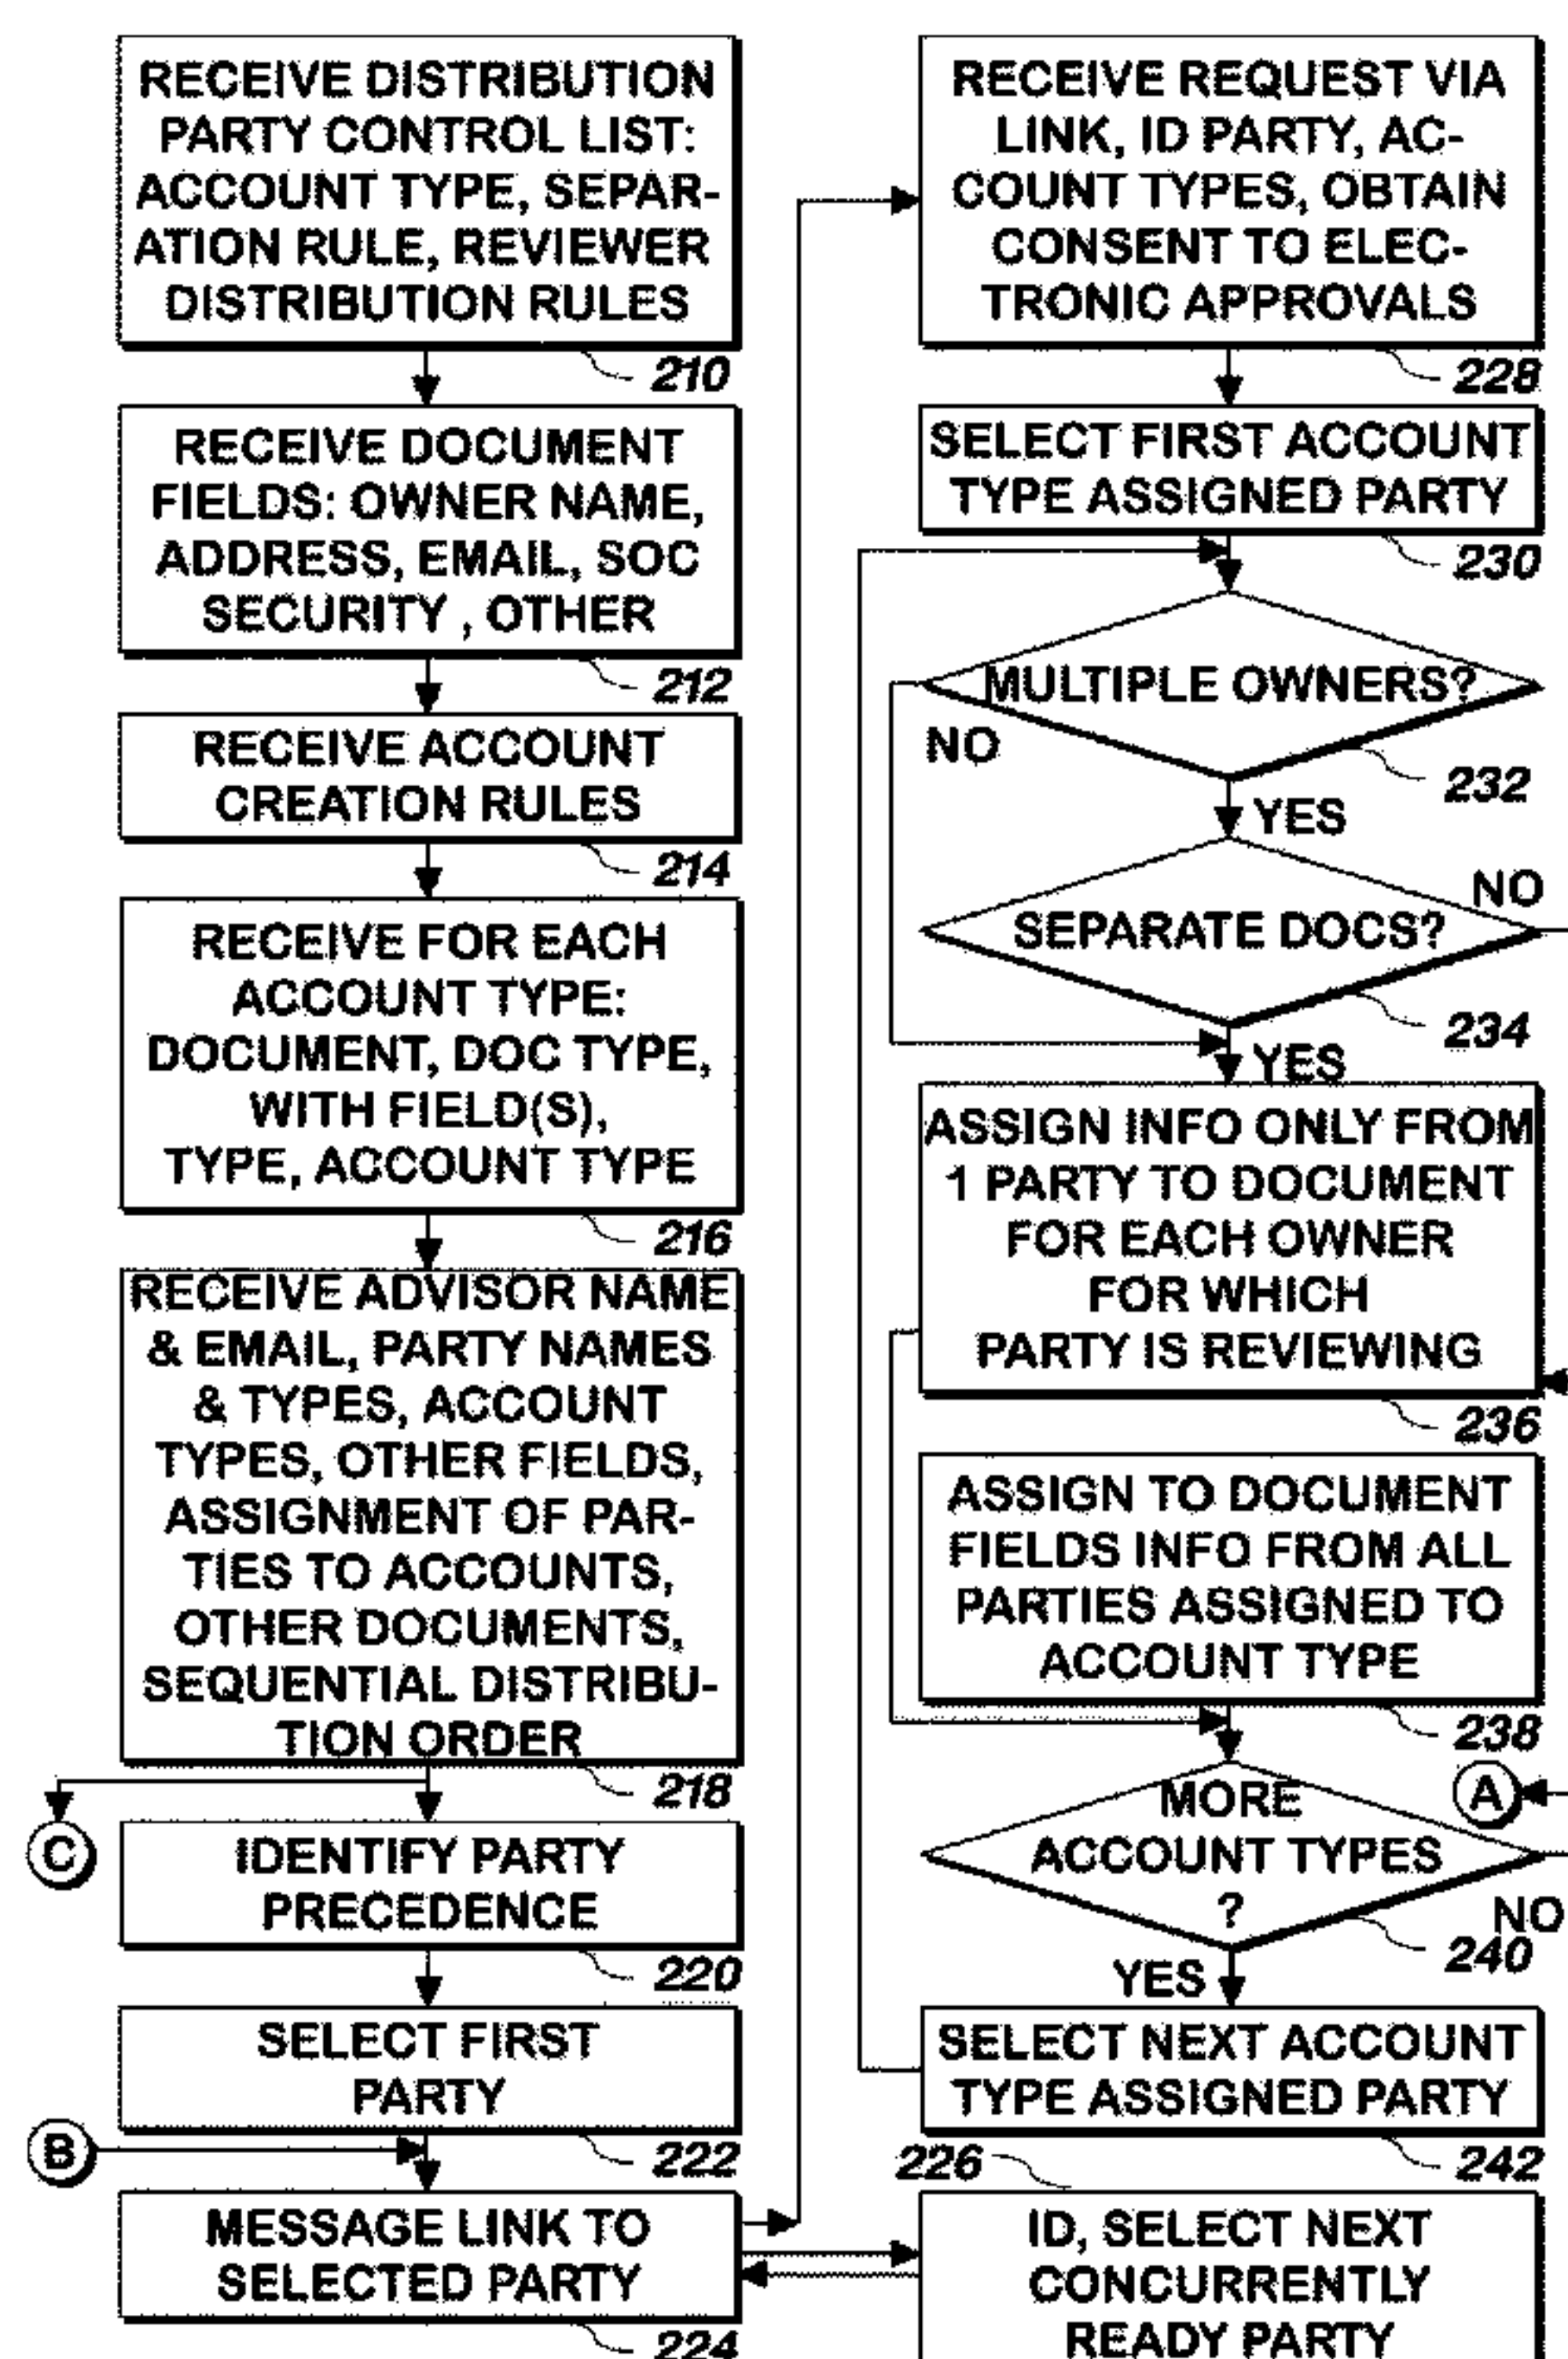 RECEIVE DISTRIBUTION
PARTY CONTROL LIST:
ACCOUNT TYPE, SEPAR-
ATION RULE, REVIEWER
DISTRIBUTION RULES
210
RECEIVE DOCUMENT
FIELDS: OWNER NAME,
ADDRESS, EMAIL, SOC
SECURITY , OTHER
212
RECEIVE ACCOUNT
CREATION RULES
214
RECEIVE FOR EACH
ACCOUNT TYPE:
DOCUMENT, DOC TYPE,
WITH FIELD(S),
TYPE, ACCOUNT TYPE
216
RECEIVE ADVISOR NAME
& EMAIL, PARTY NAMES
& TYPES, ACCOUNT
TYPES, OTHER FIELDS,
ASSIGNMENT OF PAR-
TIES TO ACCOUNTS,
OTHER DOCUMENTS,
SEQUENTIAL DISTRIBU-
TION ORDER
218
C
IDENTIFY PARTY
PRECEDENCE
220
SELECT FIRST
PARTY
222
B
MESSAGE LINK TO
SELECTED PARTY
224
RECEIVE REQUEST VIA
LINK, ID PARTY, AC-
COUNT TYPES, OBTAIN
CONSENT TO ELEC-
TRONIC APPROVALS
228
SELECT FIRST ACCOUNT
TYPE ASSIGNED PARTY
230
MULTIPLE OWNERS?
NO
232
YES
NO
SEPARATE DOCS?
234
YES
ASSIGN INFO ONLY FROM
1 PARTY TO DOCUMENT
FOR EACH OWNER
FOR WHICH
PARTY IS REVIEWING
236
ASSIGN TO DOCUMENT
FIELDS INFO FROM ALL
PARTIES ASSIGNED TO
ACCOUNT TYPE
238
A
MORE
ACCOUNT TYPES
?
NO
240
YES
SELECT NEXT ACCOUNT
TYPE ASSIGNED PARTY
242
226
ID, SELECT NEXT
CONCURRENTLY
READY PARTY